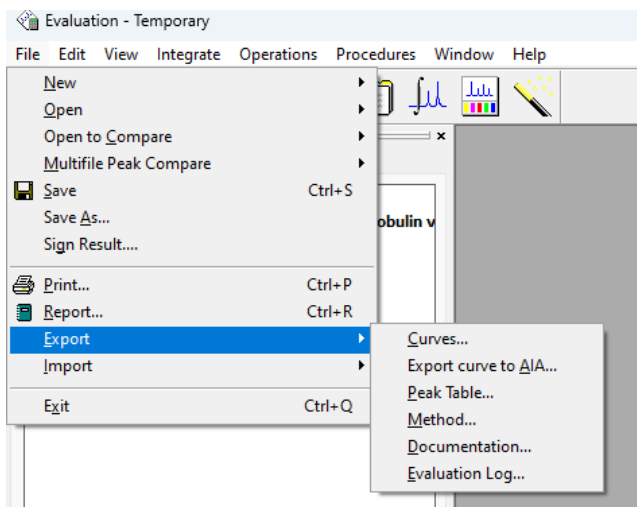 Evaluation - Temporary
File Edit View Integrate Operations Procedures Window Help
New
Open
Open to Compare
Multifile Peak Compare
Save Ctrl+S
Save As...
obulin v
Sign Result....
Print... Ctrl+P
Report... Ctrl+R
Export
Curves...
Import
Export curve to AIA...
Peak Table...
Exit Ctrl+Q
Method...
Documentation...
Evaluation Log...